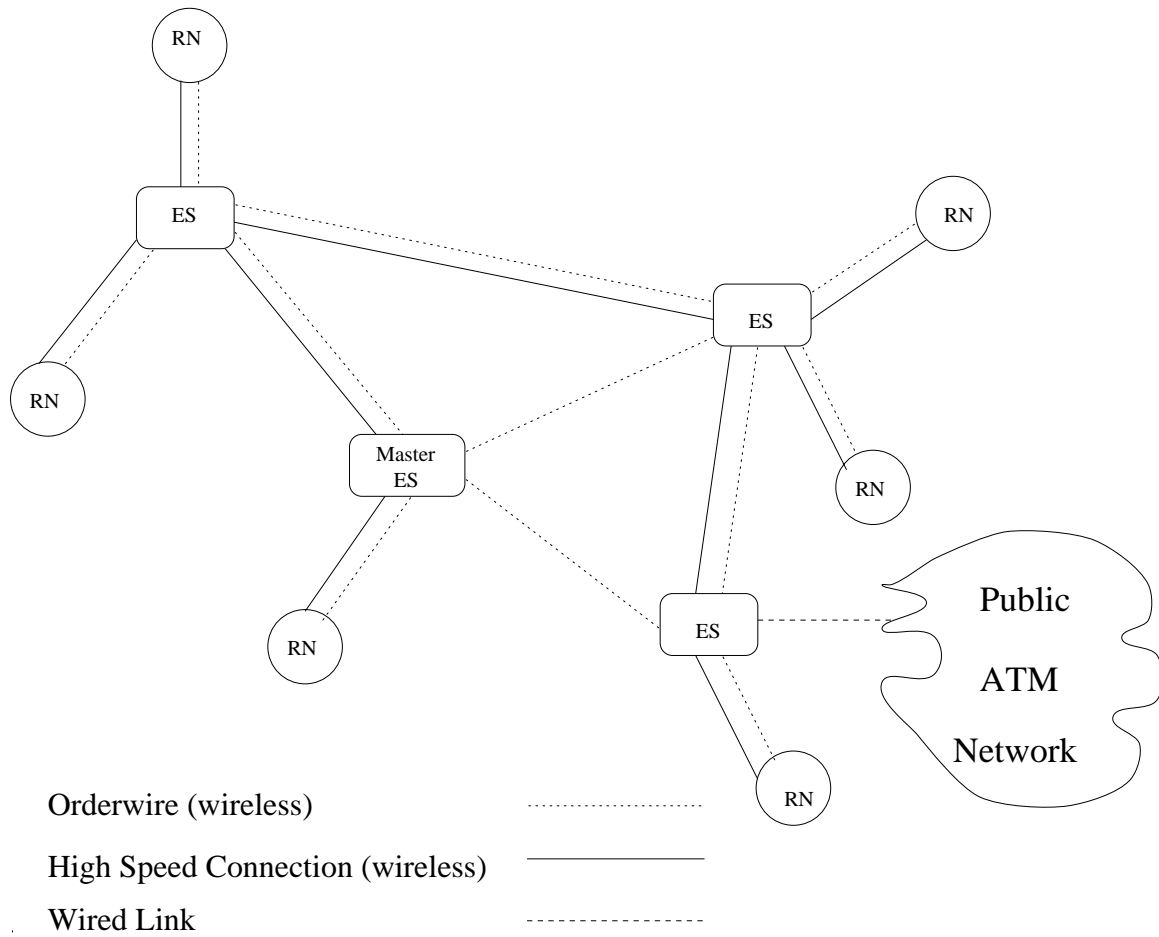 RN
ES
RN
ES
RN
RN
Master
ES
RN
ES
RN
Public
ATM
Network
Orderwire (wireless)
High Speed Connection (wireless)
Wired Link